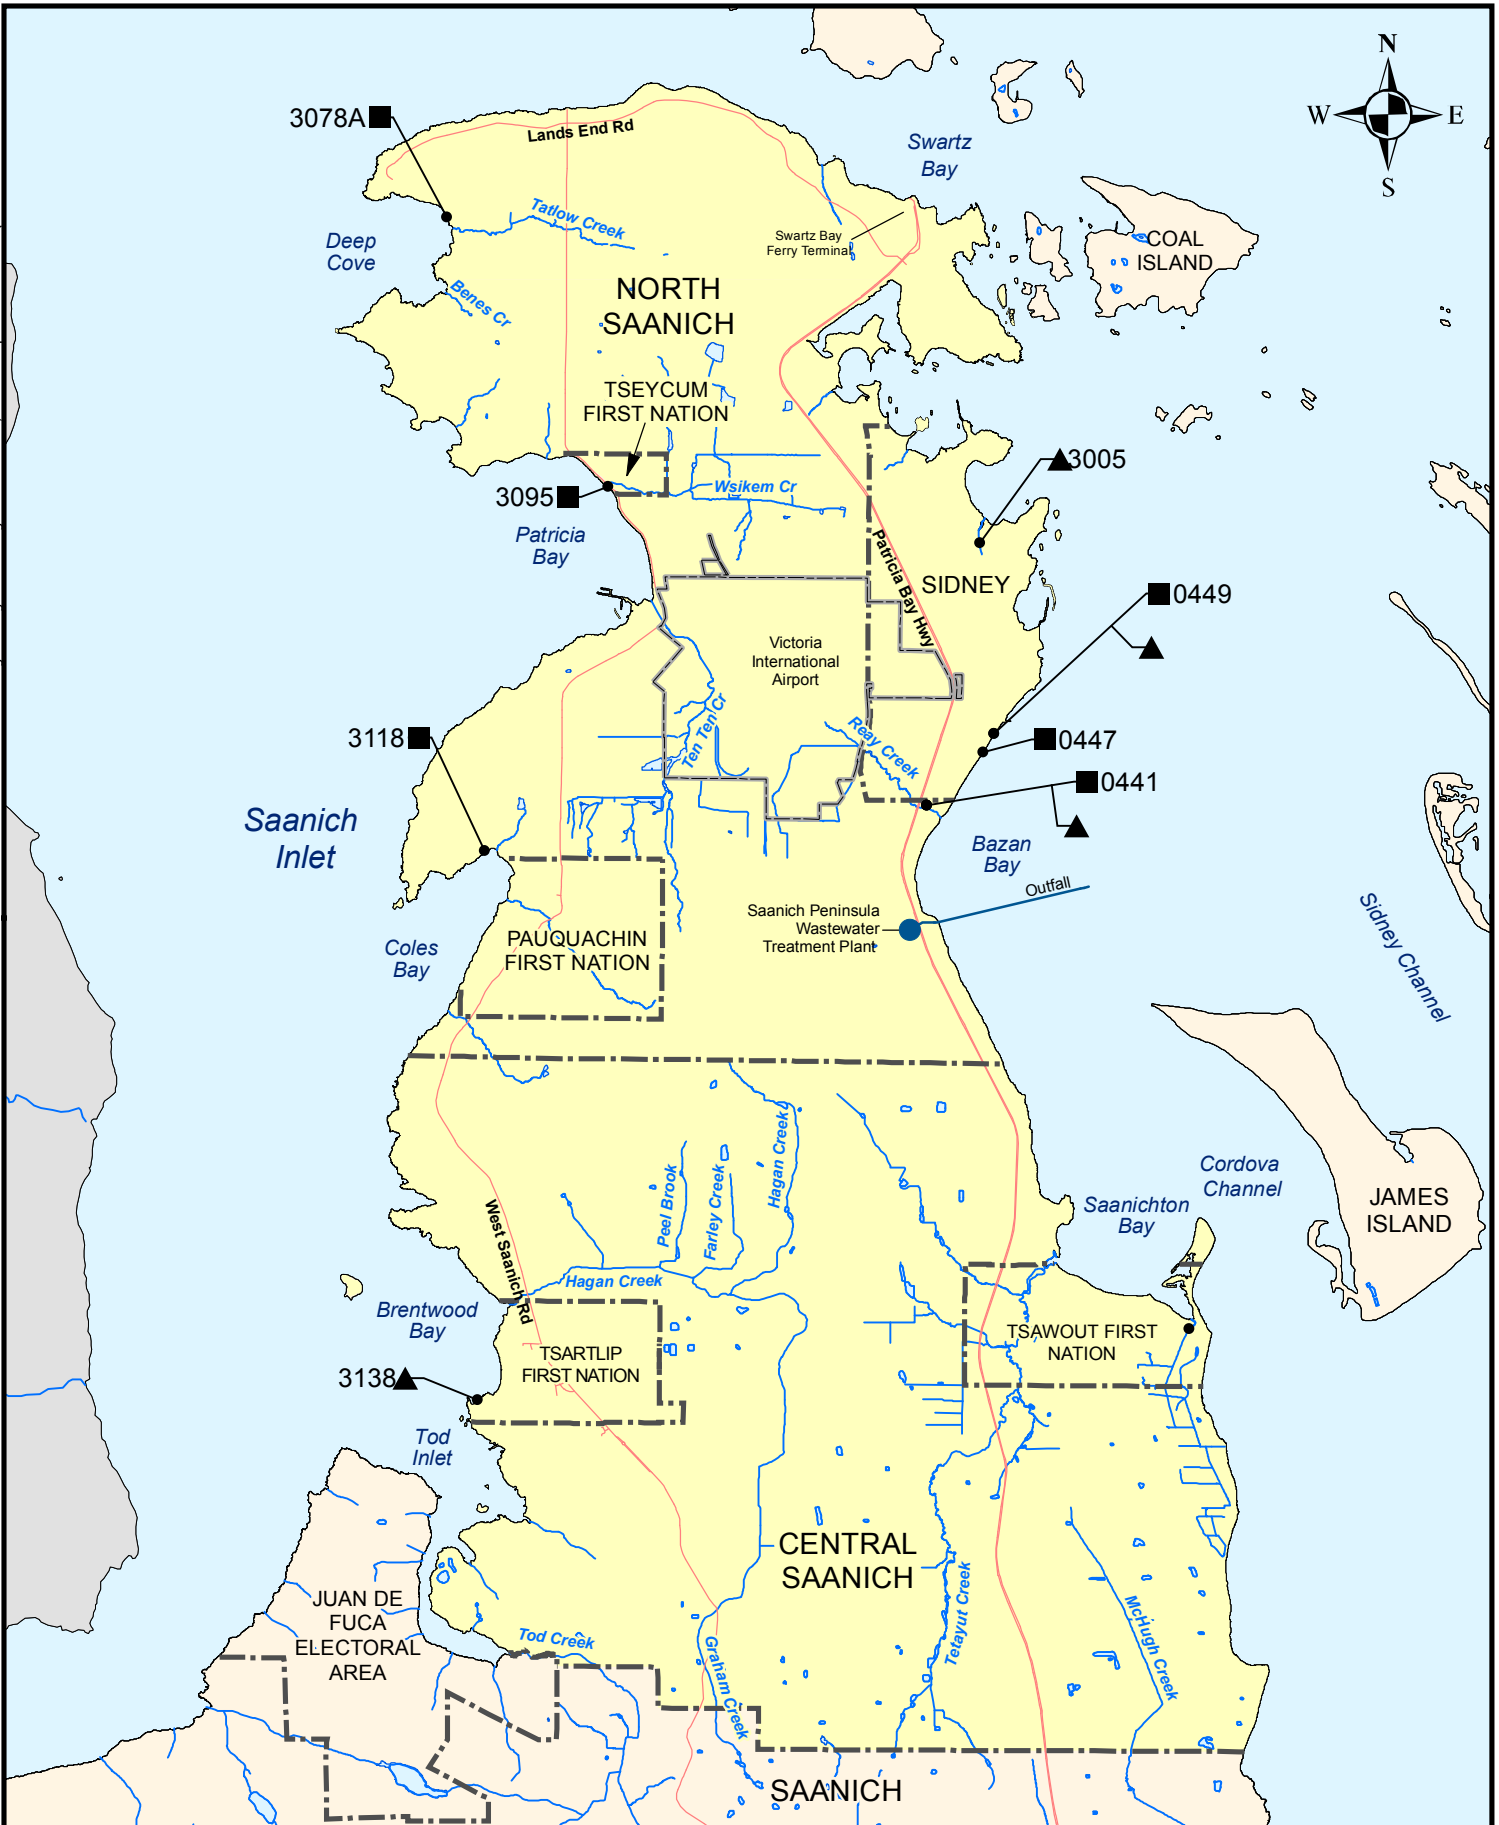 N
W E
S
3078A
Lands End Rd
Swartz
Bay
Tatlow Creek
Deep
Cove
Swartz Bay
Ferry Terminal
COAL
ISLAND
Benes Cr
NORTH
SAANICH
TSEYCUM
FIRST NATION
3005
3095
Wsikem Cr
Patricia
Bay
Patricia Bay Hwy
SIDNEY
0449
Victoria
International
Airport
3118
Ten Ten Cr
Reay Creek
0447
0441
Saanich
Inlet
Bazan
Bay
Outfall
Saanich Peninsula
Wastewater
Treatment Plant
Sidney Channel
PAUQUACHIN
FIRST NATION
Coles
Bay
Hagan Creek
Peel Brook
Farley Creek
Cordova
Channel
Saanichton
Bay
JAMES
ISLAND
West Saanich Rd
Hagan Creek
Brentwood
Bay
TSARTLIP
FIRST NATION
TSAWOUT FIRST
NATION
3138
Tod
Inlet
CENTRAL
SAANICH
JUAN DE
FUCA
ELECTORAL
AREA
Tod Creek
Graham Creek
Tetayut Creek
McHugh Creek
SAANICH